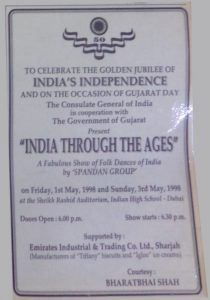 50
TO CELEBRATE THE GOLDEN JUBILEE OF
INDIA'S INDEPENDENCE
AND ON THE OCCASION OF GUJARAT DAY
The Consulate General of India
in cooperation with
The Government of Gujarat
Present
"INDIA THROUGH THE AGES"
A Fabulous Show of Folk Dances of India
by 'SPANDAN GROUP'
on Friday, 1st May, 1998 and Sunday, 3rd May, 1998
at the Sheikh Rashid Auditorium, Indian High School - Dubai
Doors Open : 6.00 p.m. Show starts : 6.30 p.m.
Supported by :
Emirates Industrial & Trading Co. Ltd., Sharjah
(Manufacturers of "Tiffany" biscuits and "Igloo" ice creams)
Courtesy :
BHARATBHAI SHAH